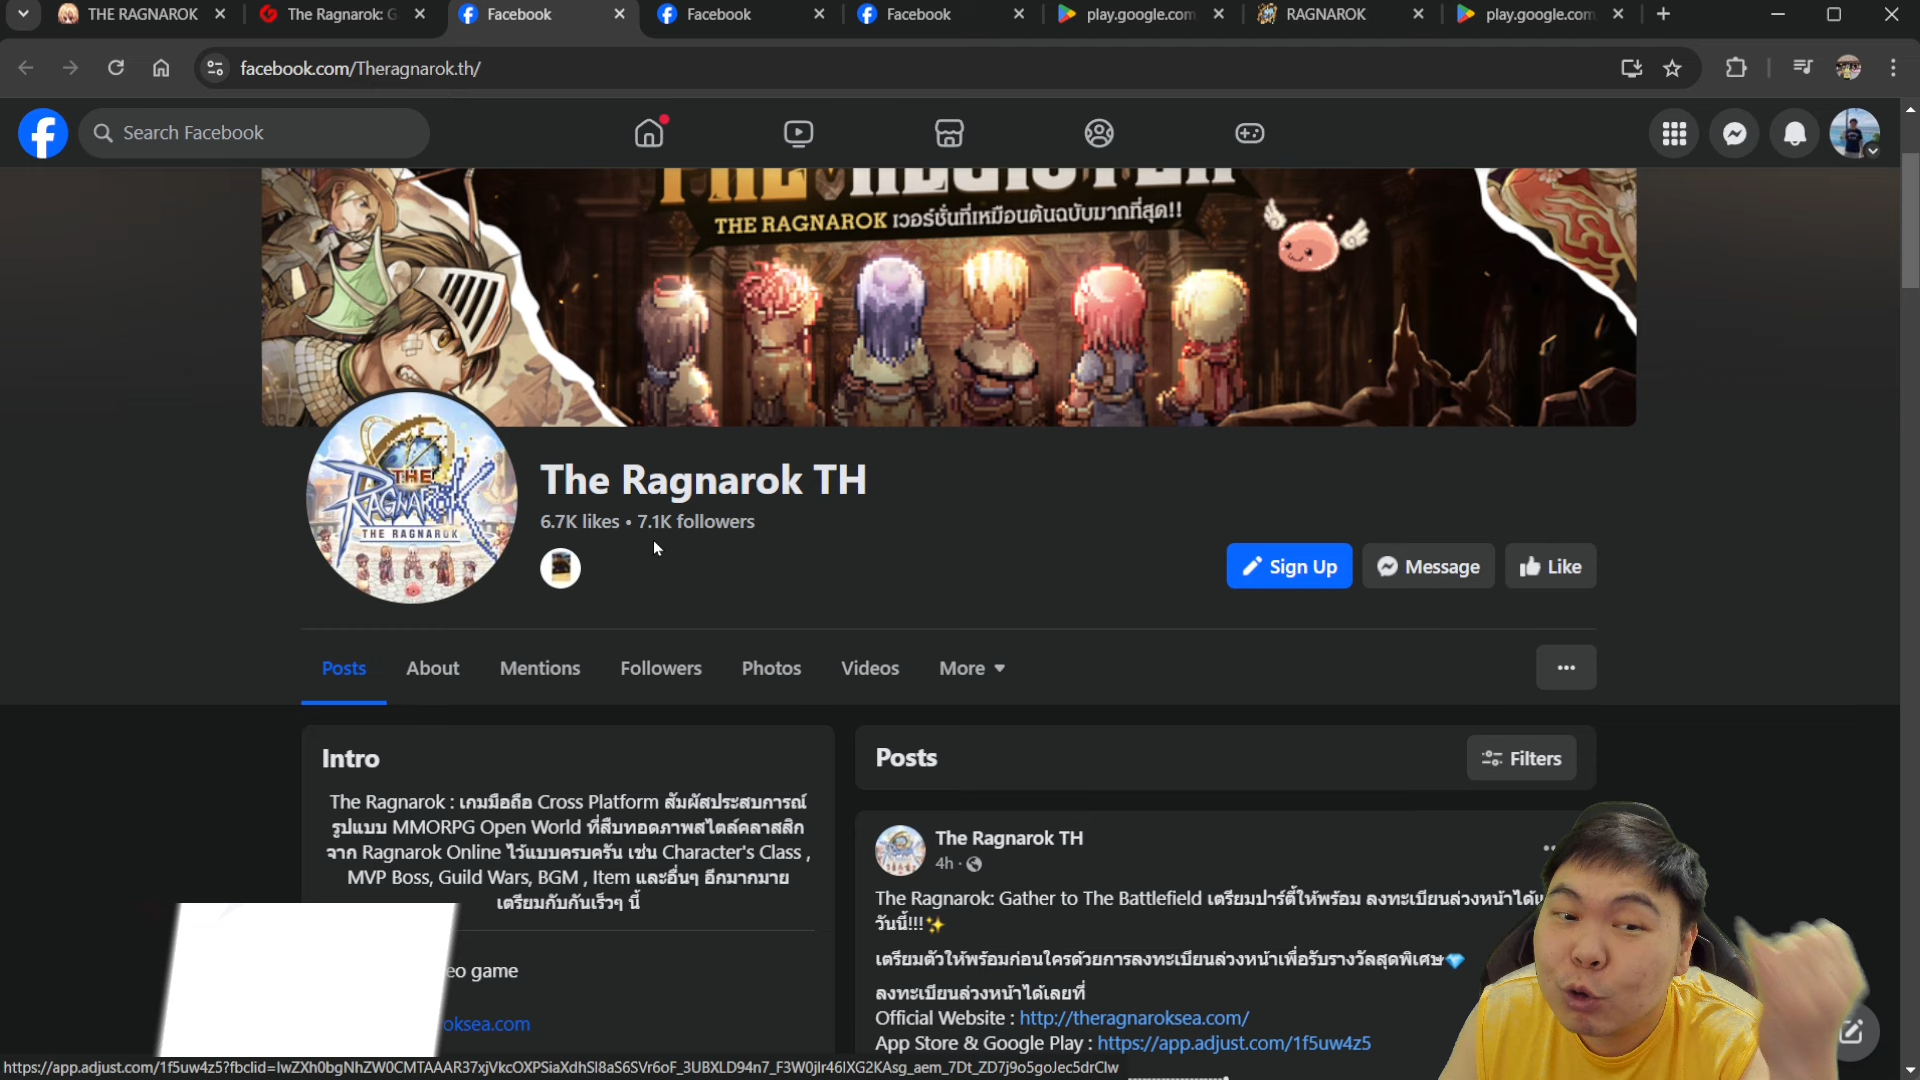 THE RAGNAROK
The Ragnarok: G
Facebook
Facebook
Facebook
play.google.com
RAGNAROK
play.google.com
facebook.com/Theragnarok.th/
Search Facebook
THE REGISTER
THE RAGNAROK เวอร์ชั่นที่เหมือนต้นฉบับมากที่สุด!!
THE
RAGNAROK
THE RAGNAROK
The Ragnarok TH
6.7K likes • 7.1K followers
Sign Up
Message
Like
Posts
About
Mentions
Followers
Photos
Videos
More
Intro
The Ragnarok : เกมมือถือ Cross Platform สัมผัสประสบการณ์
รูปแบบ MMORPG Open World ที่สืบทอดภาพสไตล์คลาสสิก
จาก Ragnarok Online ไว้แบบครบครัน เช่น Character's Class ,
MVP Boss, Guild Wars, BGM , Item และอื่นๆ อีกมากมาย
เตรียมกับกันเร็วๆ นี้
eo game
oksea.com
Posts
Filters
The Ragnarok TH
4h ·
The Ragnarok: Gather to The Battlefield เตรียมปาร์ตี้ให้พร้อม ลงทะเบียนล่วงหน้าได้แ
วันนี้!!!✨
เตรียมตัวให้พร้อมก่อนใครด้วยการลงทะเบียนล่วงหน้าเพื่อรับรางวัลสุดพิเศษ💎
ลงทะเบียนล่วงหน้าได้เลยที่
Official Website : http://theragnaroksea.com/
App Store & Google Play : https://app.adjust.com/1f5uw4z5
https://app.adjust.com/1f5uw4z5?fbclid=IwZXh0bgNhZW0CMTAAAR37xjVkcOXPSiaXdhSI8aS6SVr6oF_3UBXLD94n7_F3W0jIr46IXG2KAsg_aem_7Dt_ZD7j9o5goJec5drClw